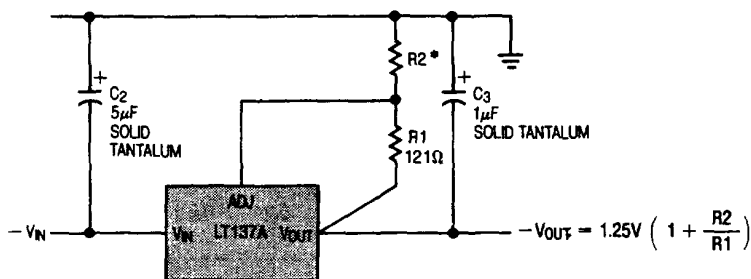 R2*
C2
5μF
SOLID
TANTALUM
C3
1μF
SOLID TANTALUM
R1
121Ω
ADJ
VIN LT137A VOUT
–VIN
–VOUT = 1.25V ( 1 + R2/R1 )